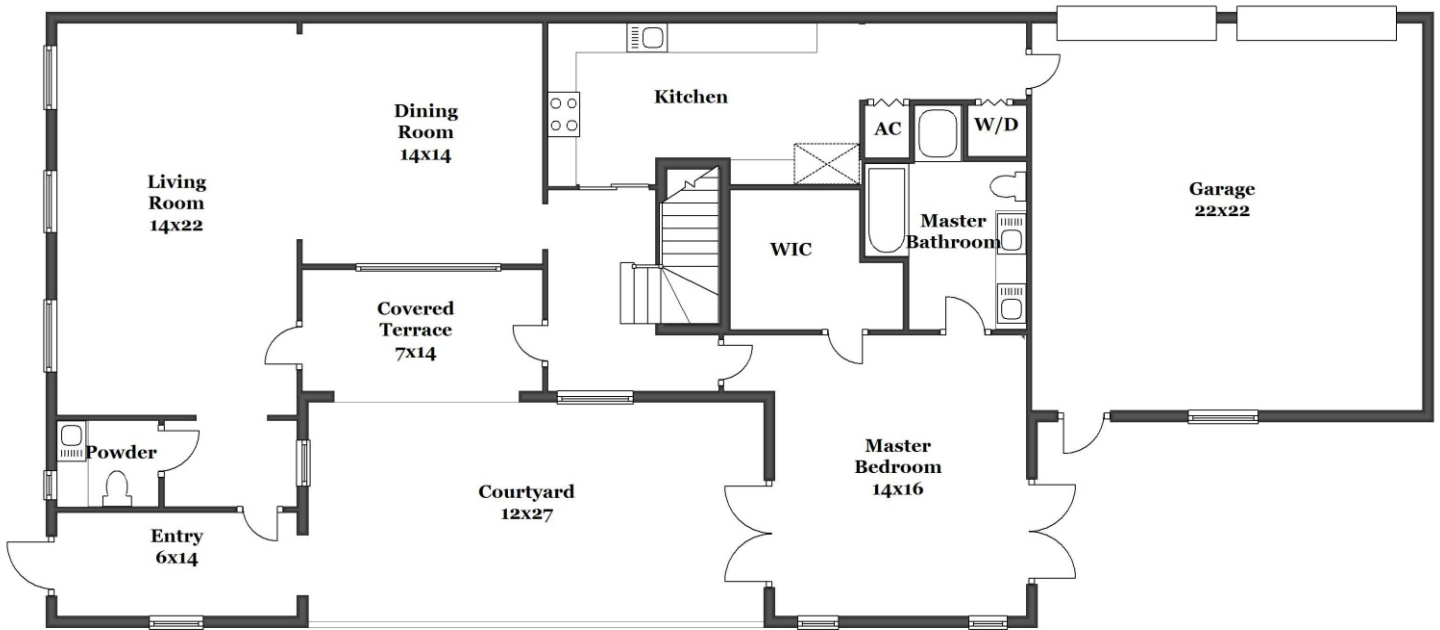 Kitchen
Dining
Room
14x14
AC
W/D
Living
Room
14x22
Garage
22x22
Master
Bathroom
WIC
Covered
Terrace
7x14
Powder
Master
Bedroom
14x16
Courtyard
12x27
Entry
6x14